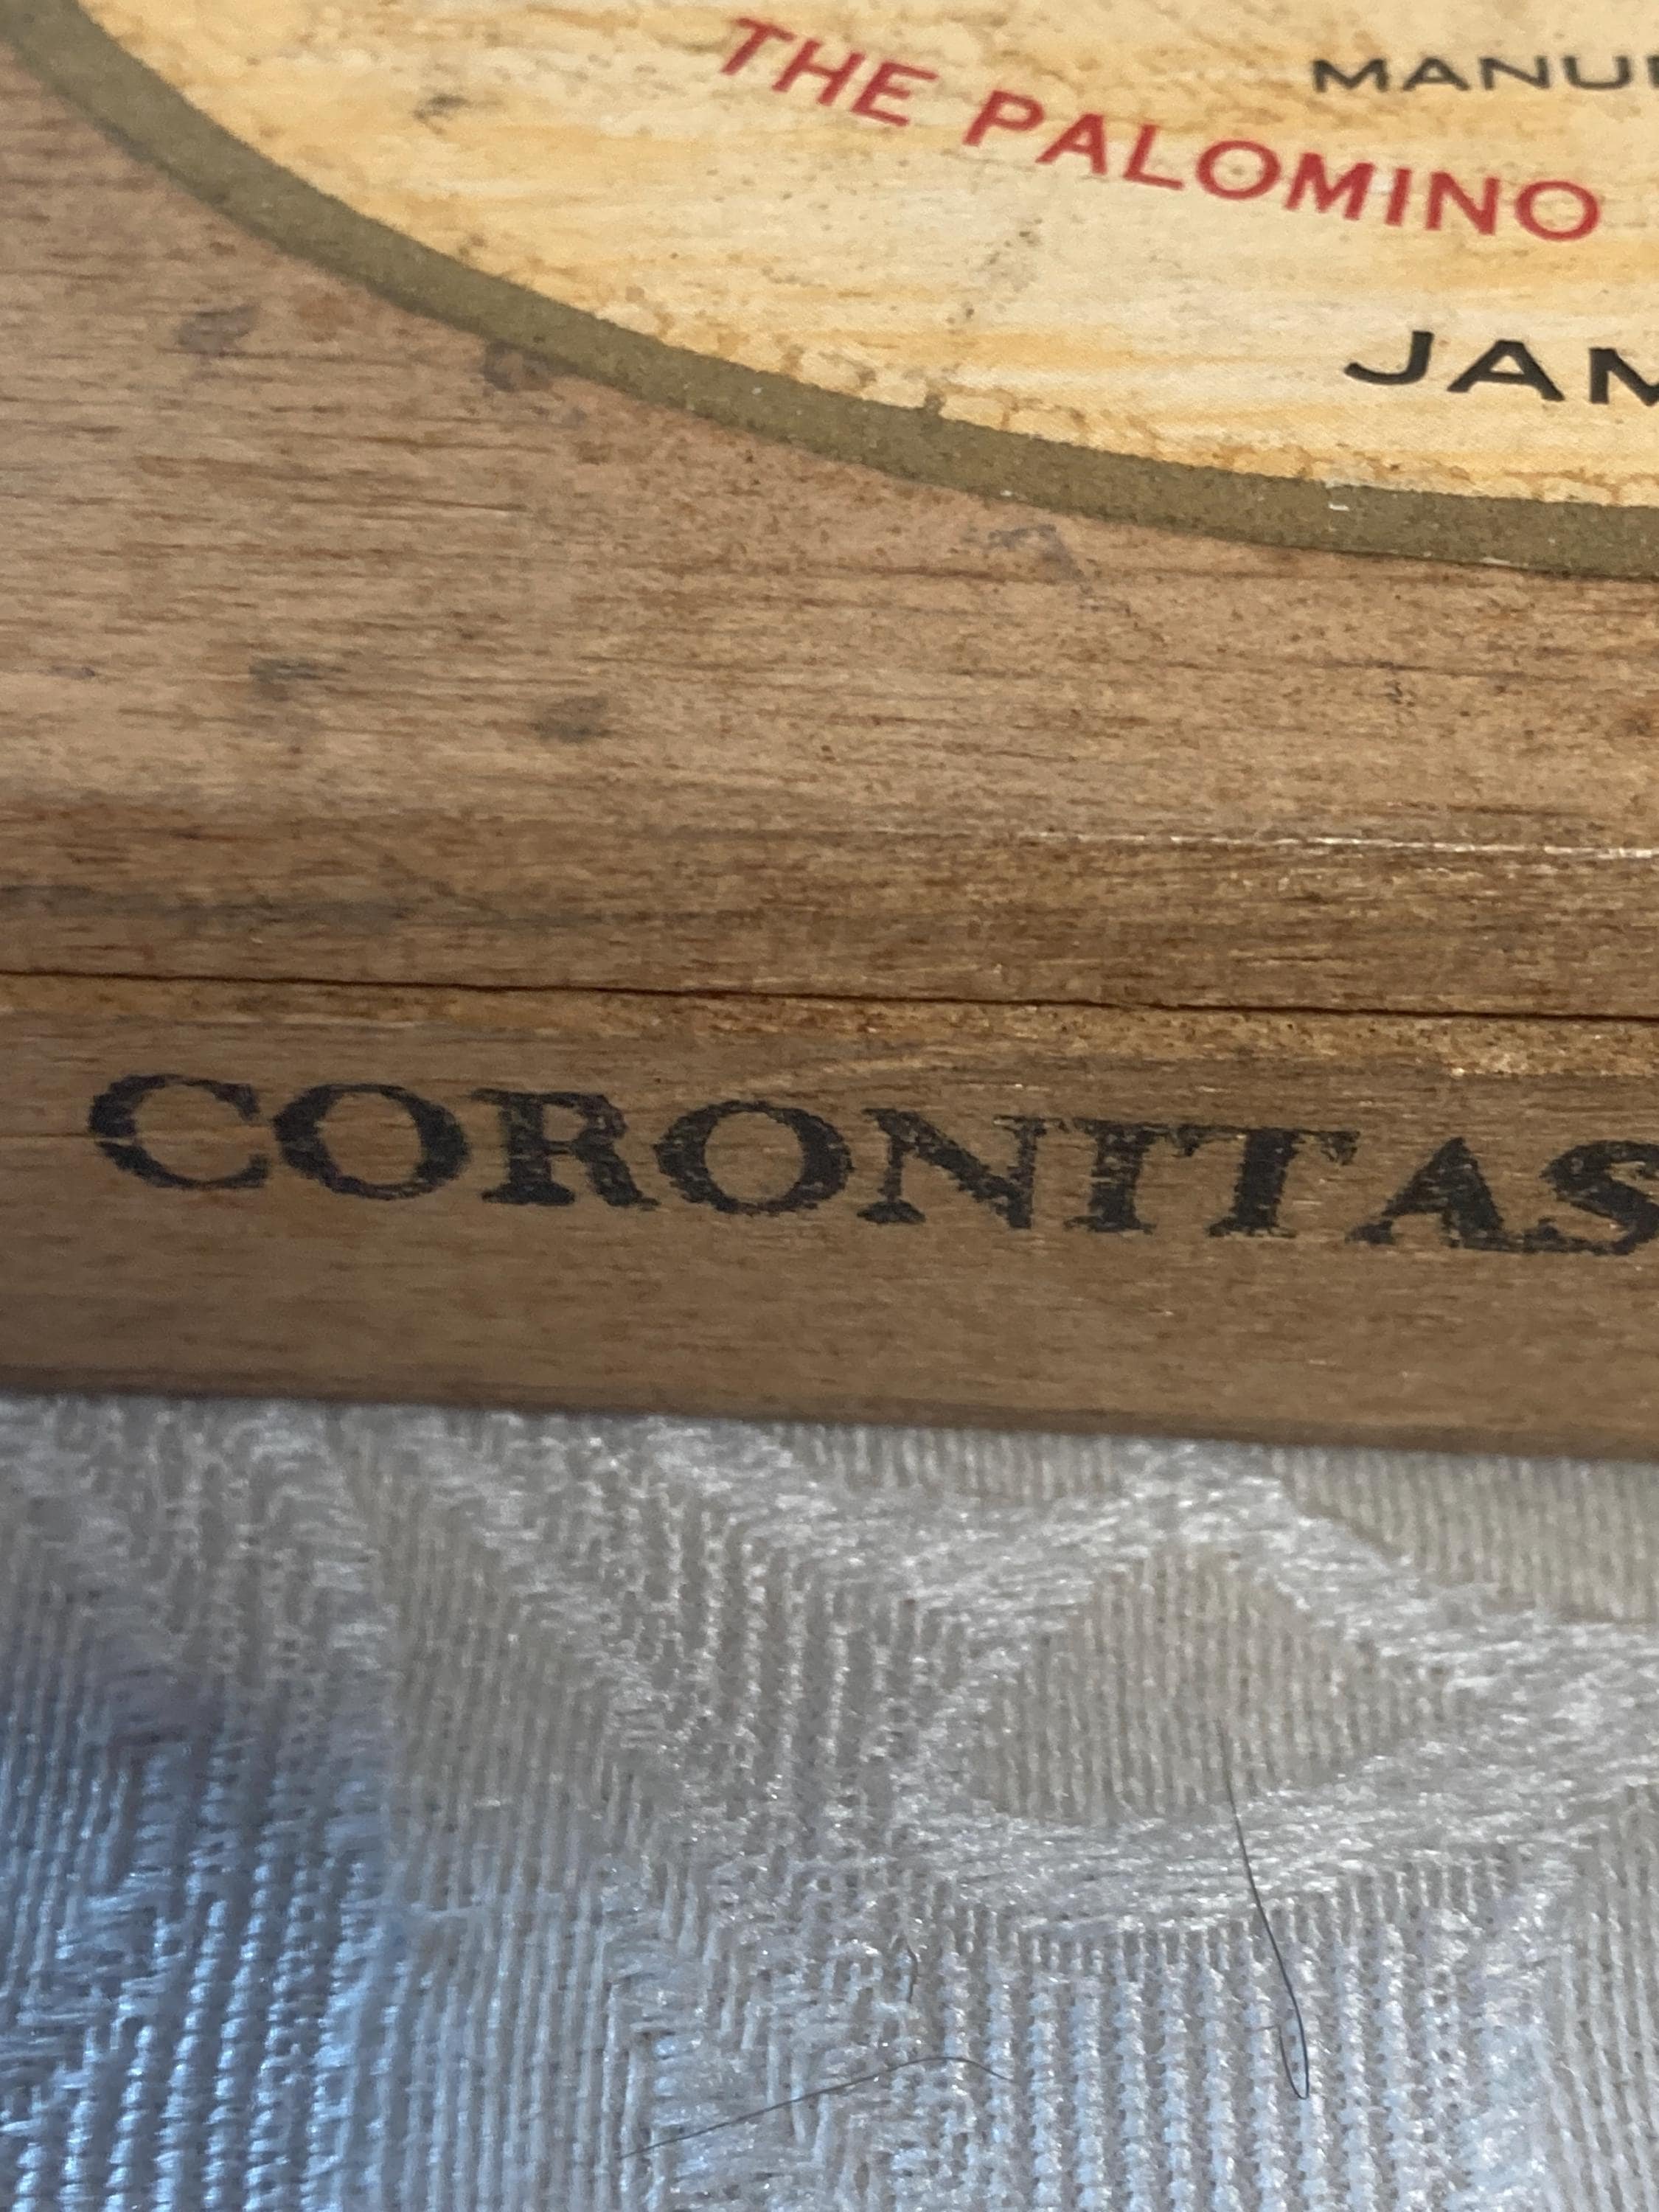 MANU
THE PALOMINO
JAM
CORONITAS